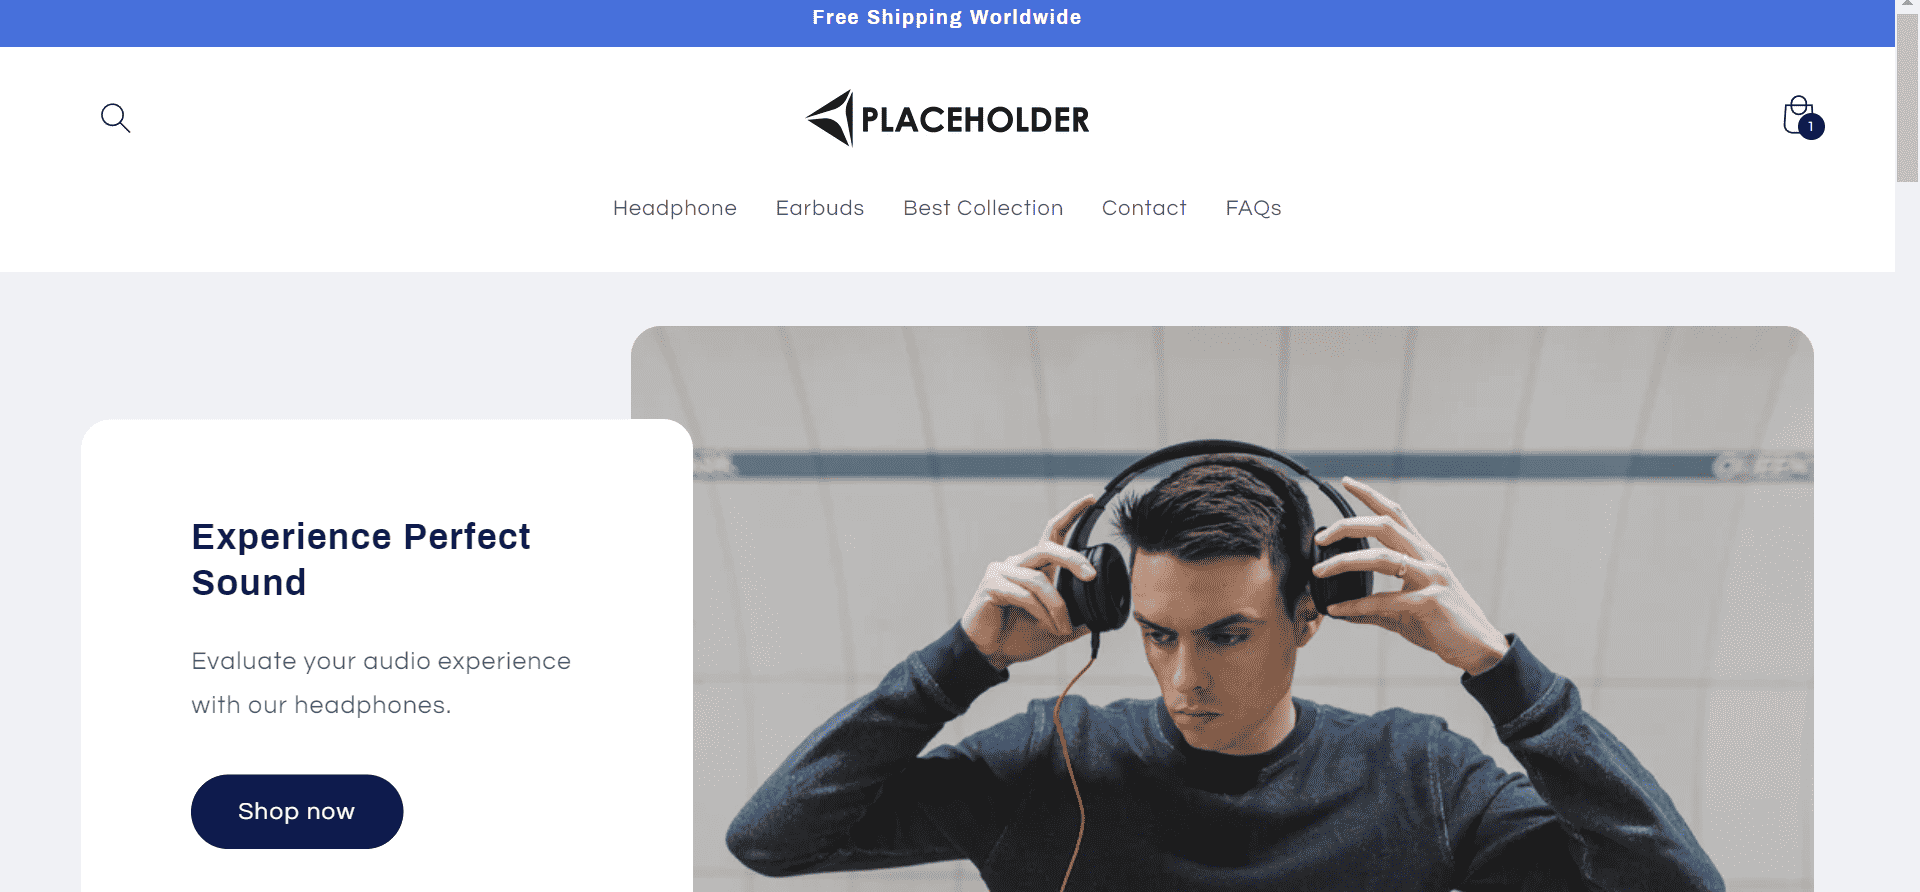 Free Shipping Worldwide
PLACEHOLDER
1
Headphone Earbuds Best Collection Contact FAQs
Experience Perfect
Sound
Evaluate your audio experience
with our headphones.
Shop now